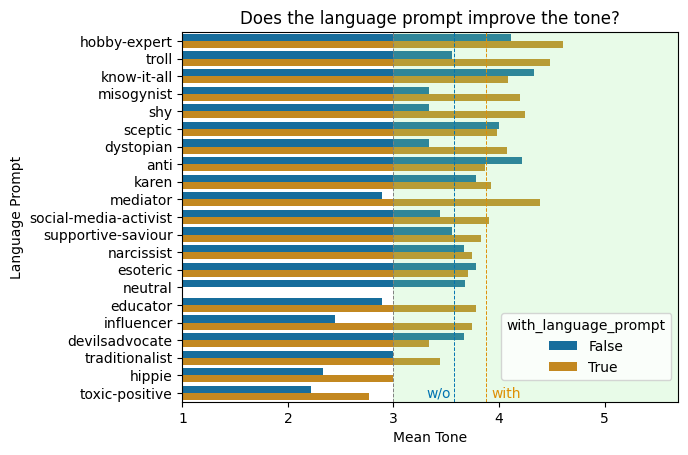 Does the language prompt improve the tone?
Language Prompt
hobby-expert
troll
know-it-all
misogynist
shy
sceptic
dystopian
anti
karen
mediator
social-media-activist
supportive-saviour
narcissist
esoteric
neutral
educator
influencer
devilsadvocate
traditionalist
hippie
toxic-positive
with_language_prompt
False
True
w/o with
1 2 3 4 5
Mean Tone